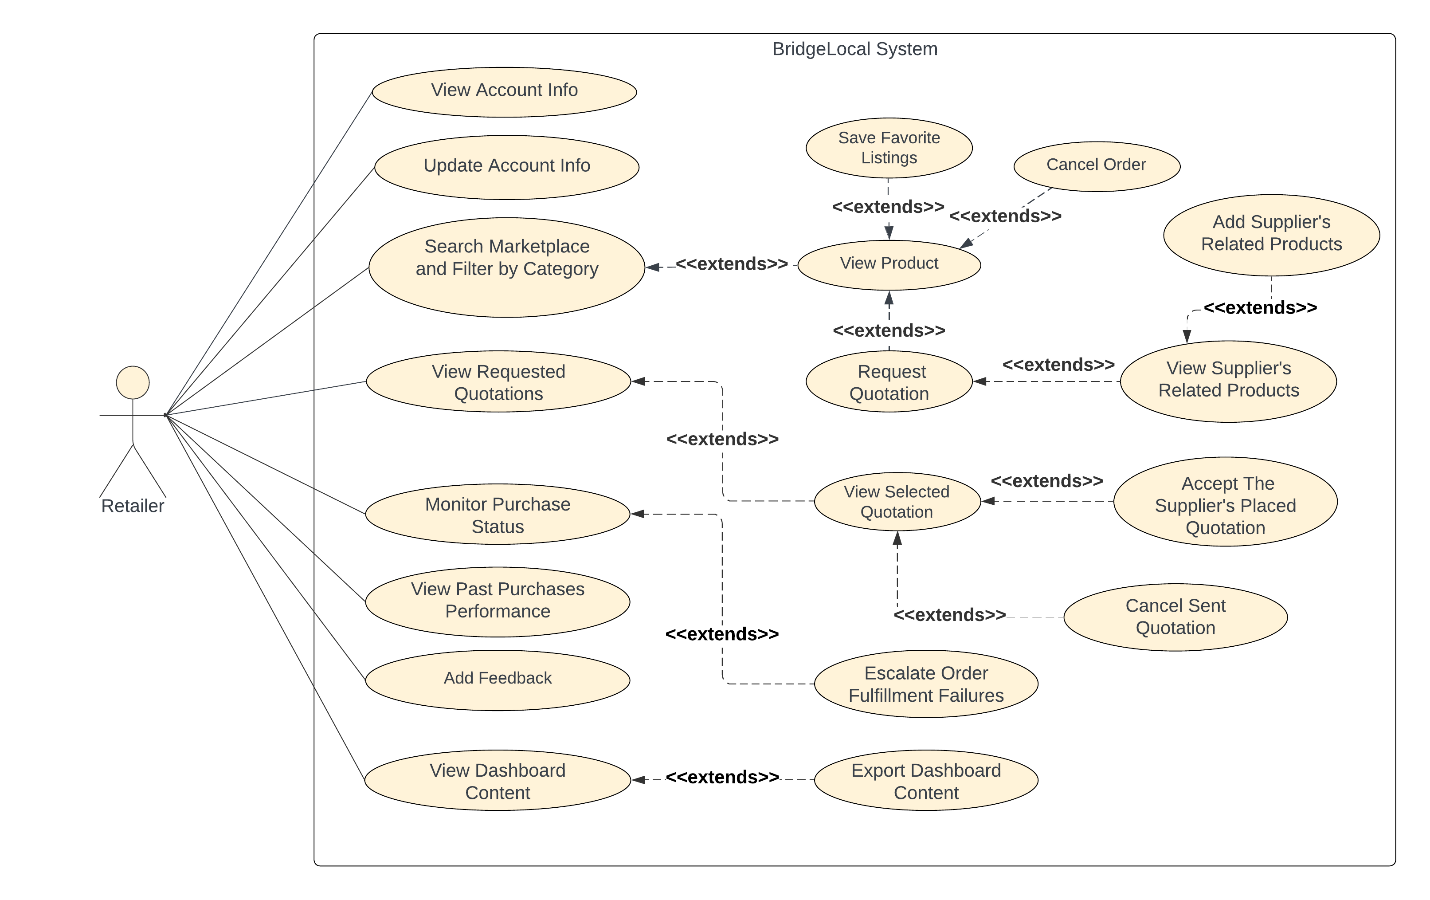 BridgeLocal System
View Account Info
Update Account Info
Search Marketplace
and Filter by Category
View Requested
Quotations
Monitor Purchase
Status
View Past Purchases
Performance
Add Feedback
View Dashboard
Content
Retailer
Save Favorite
Listings
Cancel Order
<<extends>>
<<extends>>
Add Supplier's
Related Products
<<extends>>
View Product
<<extends>>
<<extends>>
Request
Quotation
<<extends>>
View Supplier's
Related Products
<<extends>>
View Selected
Quotation
<<extends>>
Accept The
Supplier's Placed
Quotation
<<extends>>
Cancel Sent
Quotation
<<extends>>
Escalate Order
Fulfillment Failures
<<extends>>
Export Dashboard
Content